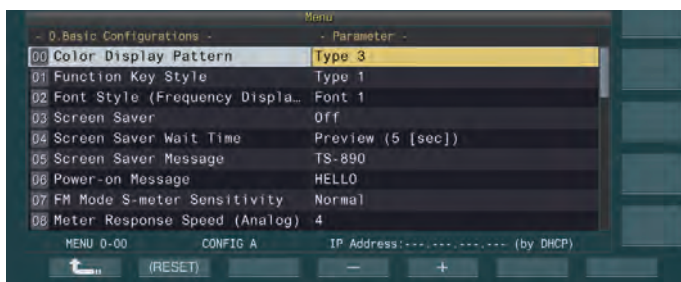 Menu
- 0.Basic Configurations - - Parameter -
00 Color Display Pattern Type 3
01 Function Key Style Type 1
02 Font Style (Frequency Displa… Font 1
03 Screen Saver Off
04 Screen Saver Wait Time Preview (5 [sec])
05 Screen Saver Message TS-890
06 Power-on Message HELLO
07 FM Mode S-meter Sensitivity Normal
08 Meter Response Speed (Analog) 4
MENU 0-00 CONFIG A IP Address:---.---.---.--- (by DHCP)
(RESET) － ＋